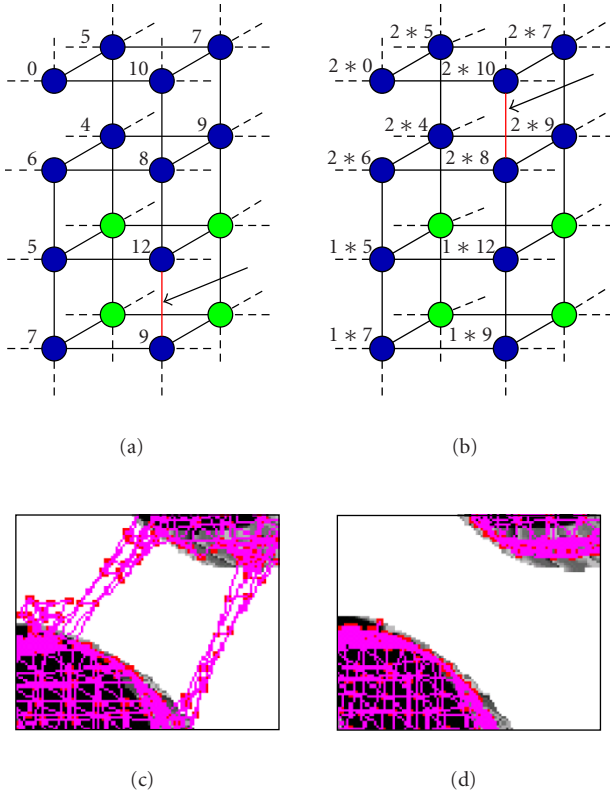 5 7
0 10
4 9
6 8
5 12
7 9
(a)
2 * 5 2 * 7
2 * 0 2 * 10
2 * 4 2 * 9
2 * 6 2 * 8
1 * 5 1 * 12
1 * 7 1 * 9
(b)
(c)
(d)